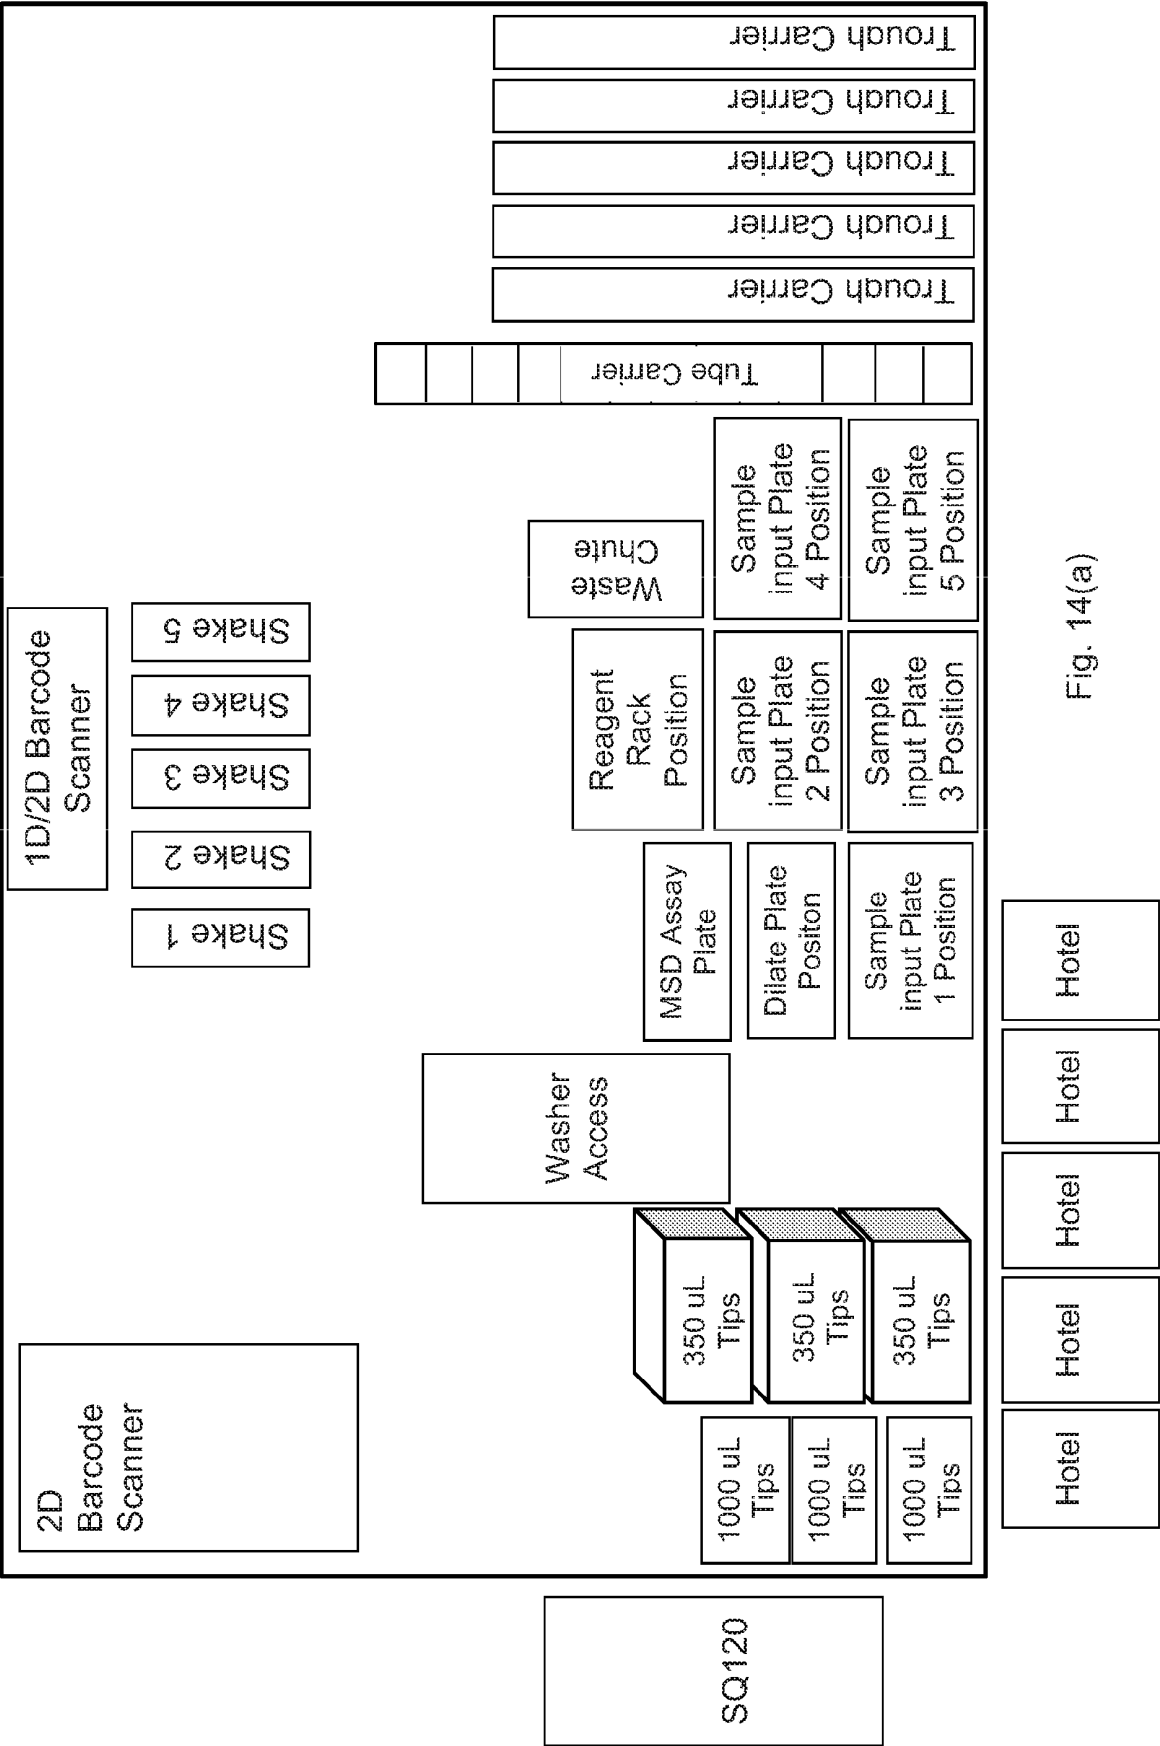 2D
Barcode
Scanner
1D/2D Barcode
Scanner
Shake 1
Shake 2
Shake 3
Shake 4
Shake 5
Washer
Access
Reagent
Rack
Position
Waste
Chute
Tube Carrier
Trough Carrier
Trough Carrier
Trough Carrier
Trough Carrier
Trough Carrier
1000 uL
Tips
1000 uL
Tips
1000 uL
Tips
350 uL
Tips
350 uL
Tips
350 uL
Tips
MSD Assay
Plate
Dilate Plate
Positon
Sample
input Plate
1 Position
Sample
input Plate
2 Position
Sample
input Plate
3 Position
Sample
input Plate
4 Position
Sample
input Plate
5 Position
SQ120
Hotel
Hotel
Hotel
Hotel
Hotel
Fig. 14(a)